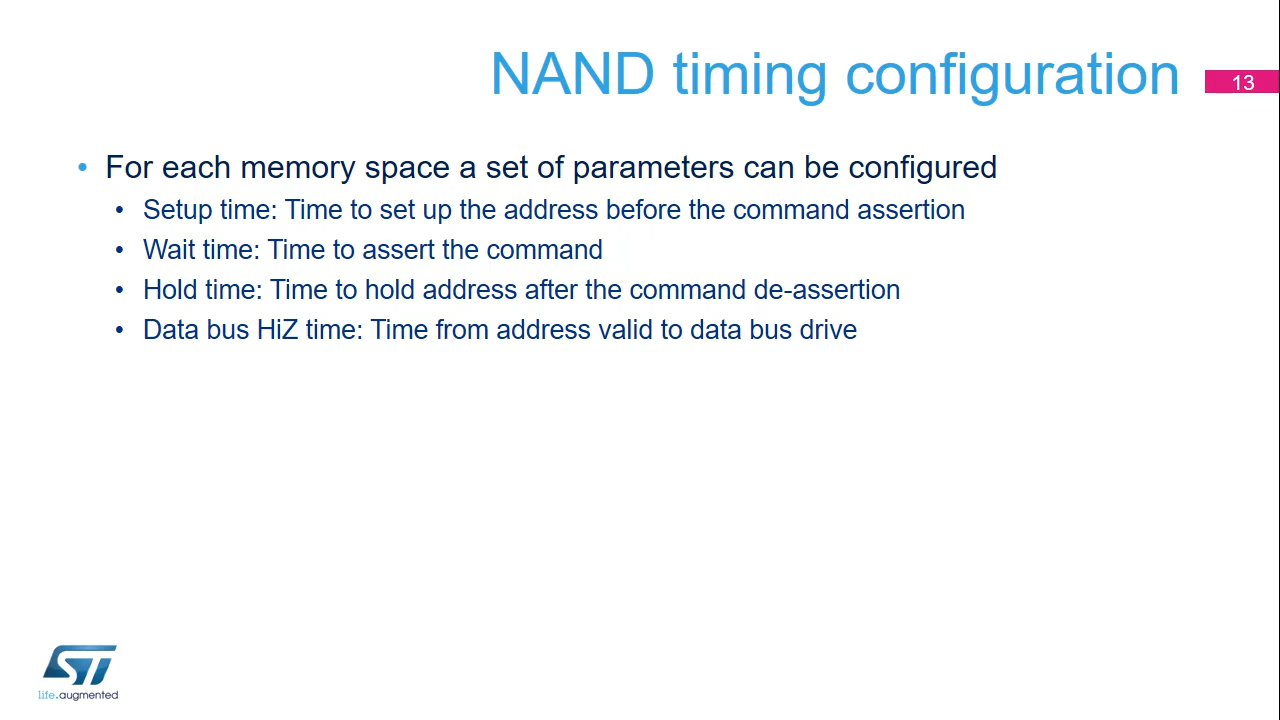 NAND timing configuration
13
• For each memory space a set of parameters can be configured
• Setup time: Time to set up the address before the command assertion
• Wait time: Time to assert the command
• Hold time: Time to hold address after the command de-assertion
• Data bus HiZ time: Time from address valid to data bus drive
ST
life.augmented